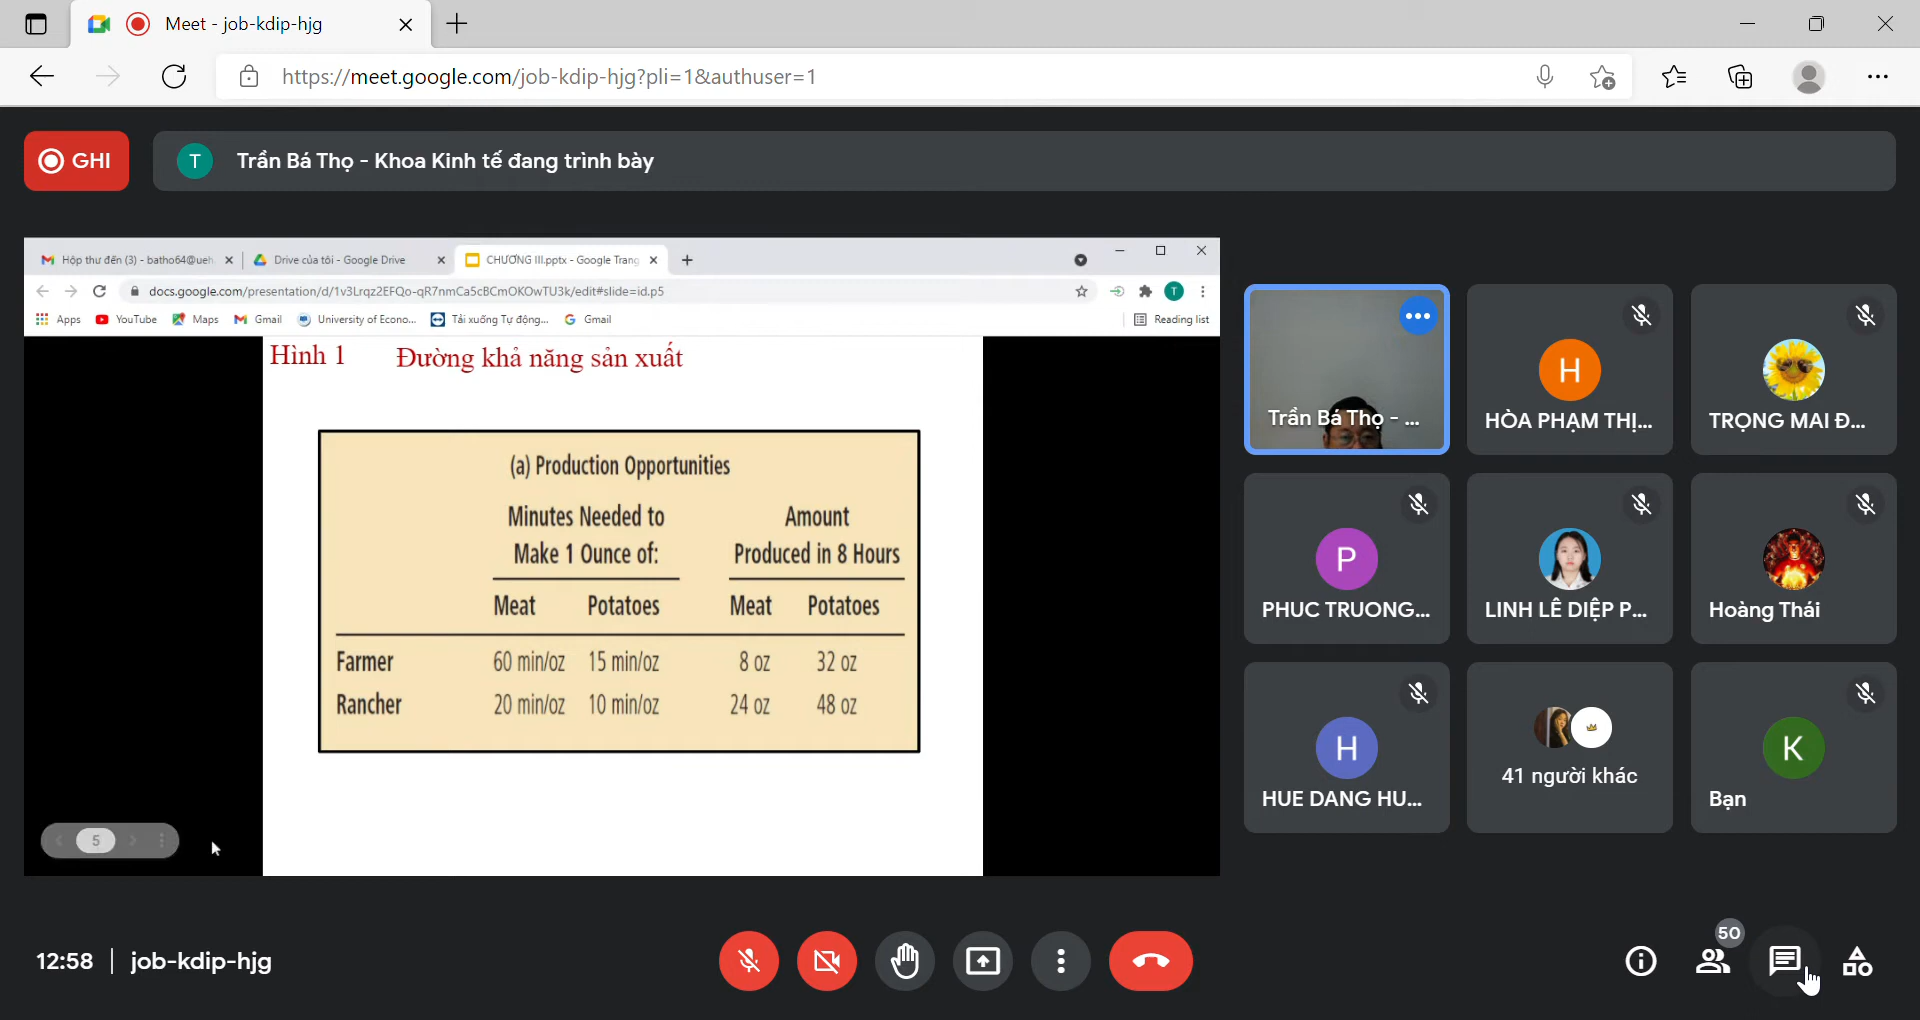 Meet - job-kdip-hjg
https://meet.google.com/job-kdip-hjg?pli=1&authuser=1
GHI
T
Trần Bá Thọ - Khoa Kinh tế đang trình bày
Hộp thư đến (3) - batho64@ueh
Drive của tôi - Google Drive
CHƯƠNG III.pptx - Google Trang
docs.google.com/presentation/d/1v3Lrqz2EFQo-qR7nmCa5cBCmOKOwTU3k/edit#slide=id.p5
T
Apps YouTube Maps Gmail University of Econo... Tải xuống Tự động... Gmail Reading list
Hình 1 Đường khả năng sản xuất
(a) Production Opportunities
Minutes Needed to Amount
Make 1 Ounce of: Produced in 8 Hours
Meat Potatoes Meat Potatoes
Farmer 60 min/oz 15 min/oz 8 oz 32 oz
Rancher 20 min/oz 10 min/oz 24 oz 48 oz
5
Trần Bá Thọ - ...
H
HÒA PHẠM THỊ...
TRỌNG MAI Đ...
P
PHUC TRUONG...
LINH LÊ DIỆP P...
Hoàng Thái
H
HUE DANG HU...
41 người khác
K
Bạn
12:58 job-kdip-hjg
50